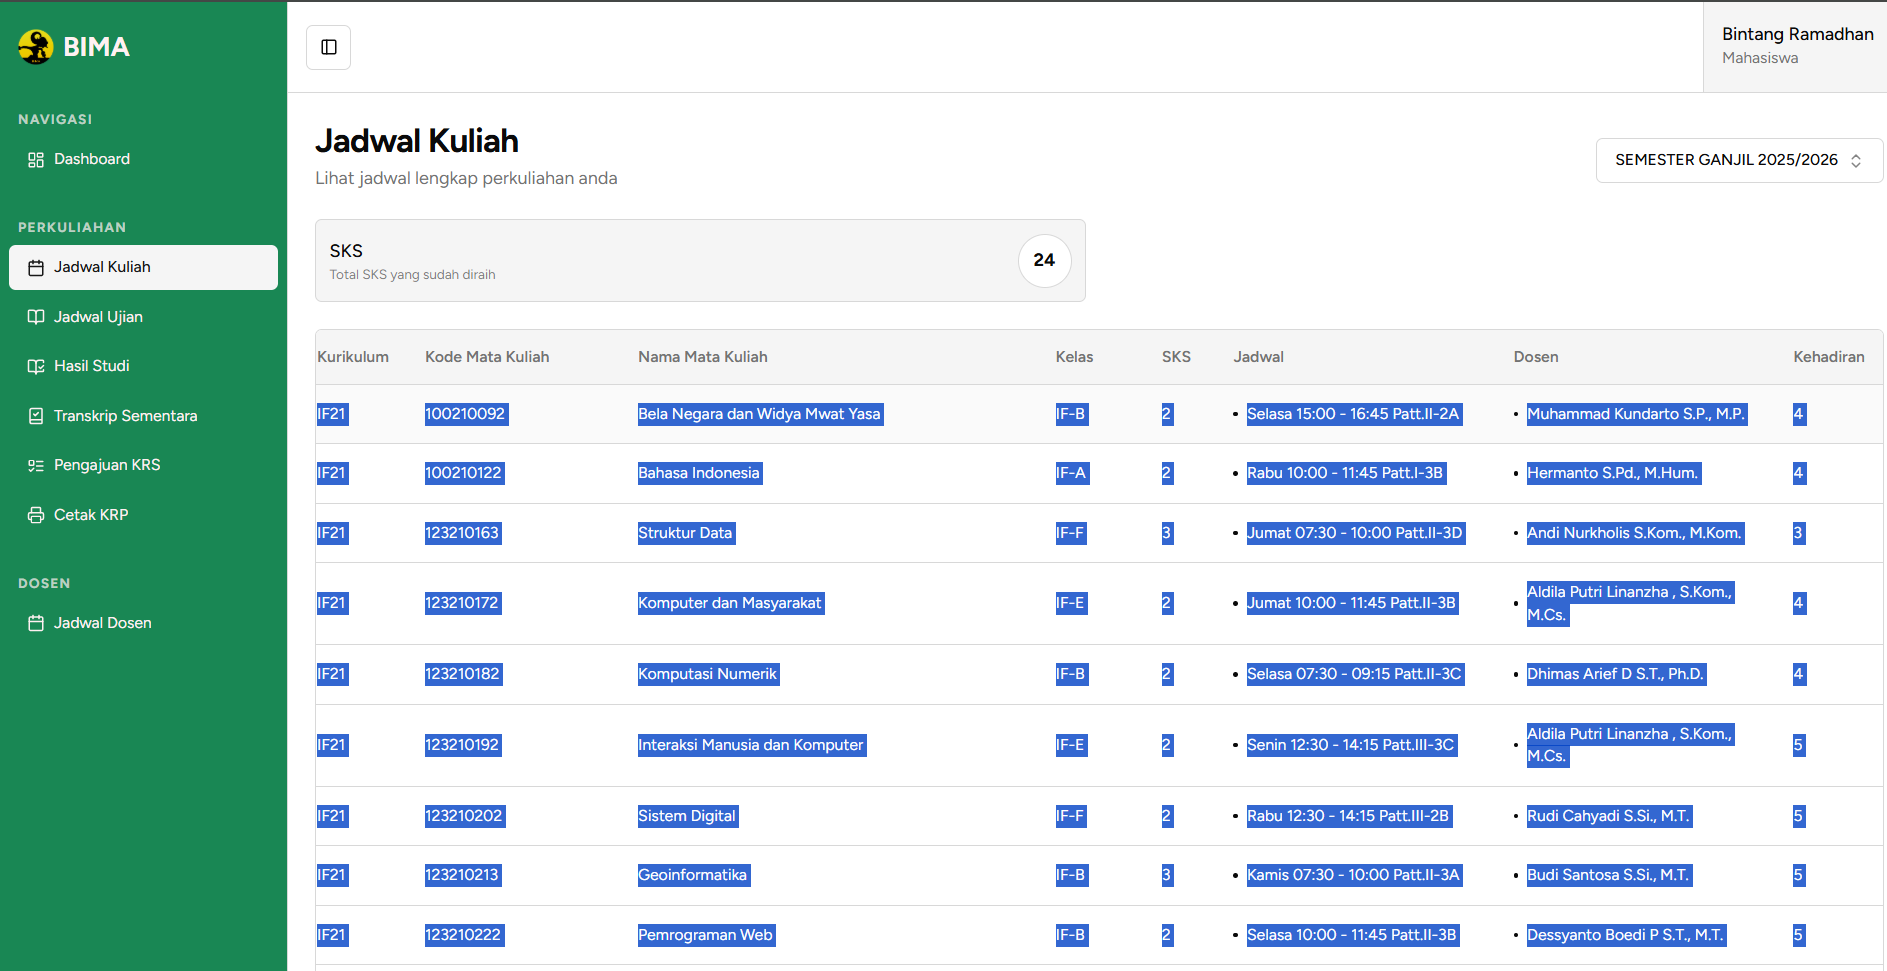 BIMA
Bintang Ramadhan
Mahasiswa
NAVIGASI
Dashboard
PERKULIAHAN
Jadwal Kuliah
Jadwal Ujian
Hasil Studi
Transkrip Sementara
Pengajuan KRS
Cetak KRP
DOSEN
Jadwal Dosen
Jadwal Kuliah
Lihat jadwal lengkap perkuliahan anda
SEMESTER GANJIL 2025/2026
SKS
Total SKS yang sudah diraih
24
Kurikulum Kode Mata Kuliah Nama Mata Kuliah Kelas SKS Jadwal Dosen Kehadiran
IF21 100210092 Bela Negara dan Widya Mwat Yasa IF-B 2 • Selasa 15:00 - 16:45 Patt.II-2A • Muhammad Kundarto S.P., M.P. 4
IF21 100210122 Bahasa Indonesia IF-A 2 • Rabu 10:00 - 11:45 Patt.I-3B • Hermanto S.Pd., M.Hum. 4
IF21 123210163 Struktur Data IF-F 3 • Jumat 07:30 - 10:00 Patt.II-3D • Andi Nurkholis S.Kom., M.Kom. 3
IF21 123210172 Komputer dan Masyarakat IF-E 2 • Jumat 10:00 - 11:45 Patt.II-3B • Aldila Putri Linanzha , S.Kom., M.Cs. 4
IF21 123210182 Komputasi Numerik IF-B 2 • Selasa 07:30 - 09:15 Patt.II-3C • Dhimas Arief D S.T., Ph.D. 4
IF21 123210192 Interaksi Manusia dan Komputer IF-E 2 • Senin 12:30 - 14:15 Patt.III-3C • Aldila Putri Linanzha , S.Kom., M.Cs. 5
IF21 123210202 Sistem Digital IF-F 2 • Rabu 12:30 - 14:15 Patt.III-2B • Rudi Cahyadi S.Si., M.T. 5
IF21 123210213 Geoinformatika IF-B 3 • Kamis 07:30 - 10:00 Patt.II-3A • Budi Santosa S.Si., M.T. 5
IF21 123210222 Pemrograman Web IF-B 2 • Selasa 10:00 - 11:45 Patt.II-3B • Dessyanto Boedi P S.T., M.T. 5